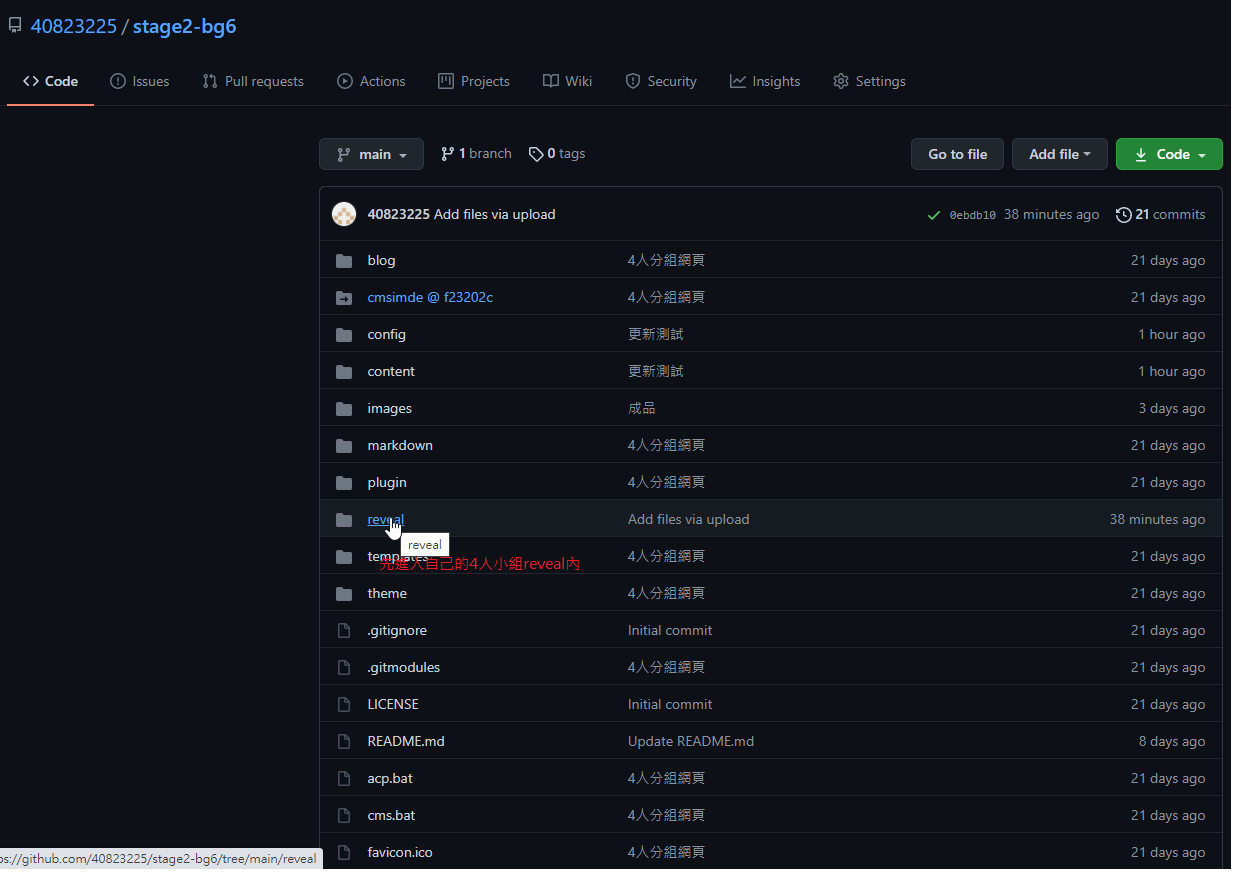 40823225 / stage2-bg6
Code Issues Pull requests Actions Projects Wiki Security Insights Settings
main 1 branch 0 tags Go to file Add file Code
40823225 Add files via upload 0ebdb10 38 minutes ago 21 commits
blog 4人分組網頁 21 days ago
cmsimde @ f23202c 4人分組網頁 21 days ago
config 更新測試 1 hour ago
content 更新測試 1 hour ago
images 成品 3 days ago
markdown 4人分組網頁 21 days ago
plugin 4人分組網頁 21 days ago
reveal Add files via upload 38 minutes ago
reveal
templates 4人分組網頁 21 days ago
先進入自己的4人小組reveal內
theme 4人分組網頁 21 days ago
.gitignore Initial commit 21 days ago
.gitmodules 4人分組網頁 21 days ago
LICENSE Initial commit 21 days ago
README.md Update README.md 8 days ago
acp.bat 4人分組網頁 21 days ago
cms.bat 4人分組網頁 21 days ago
favicon.ico 4人分組網頁 21 days ago
ps://github.com/40823225/stage2-bg6/tree/main/reveal